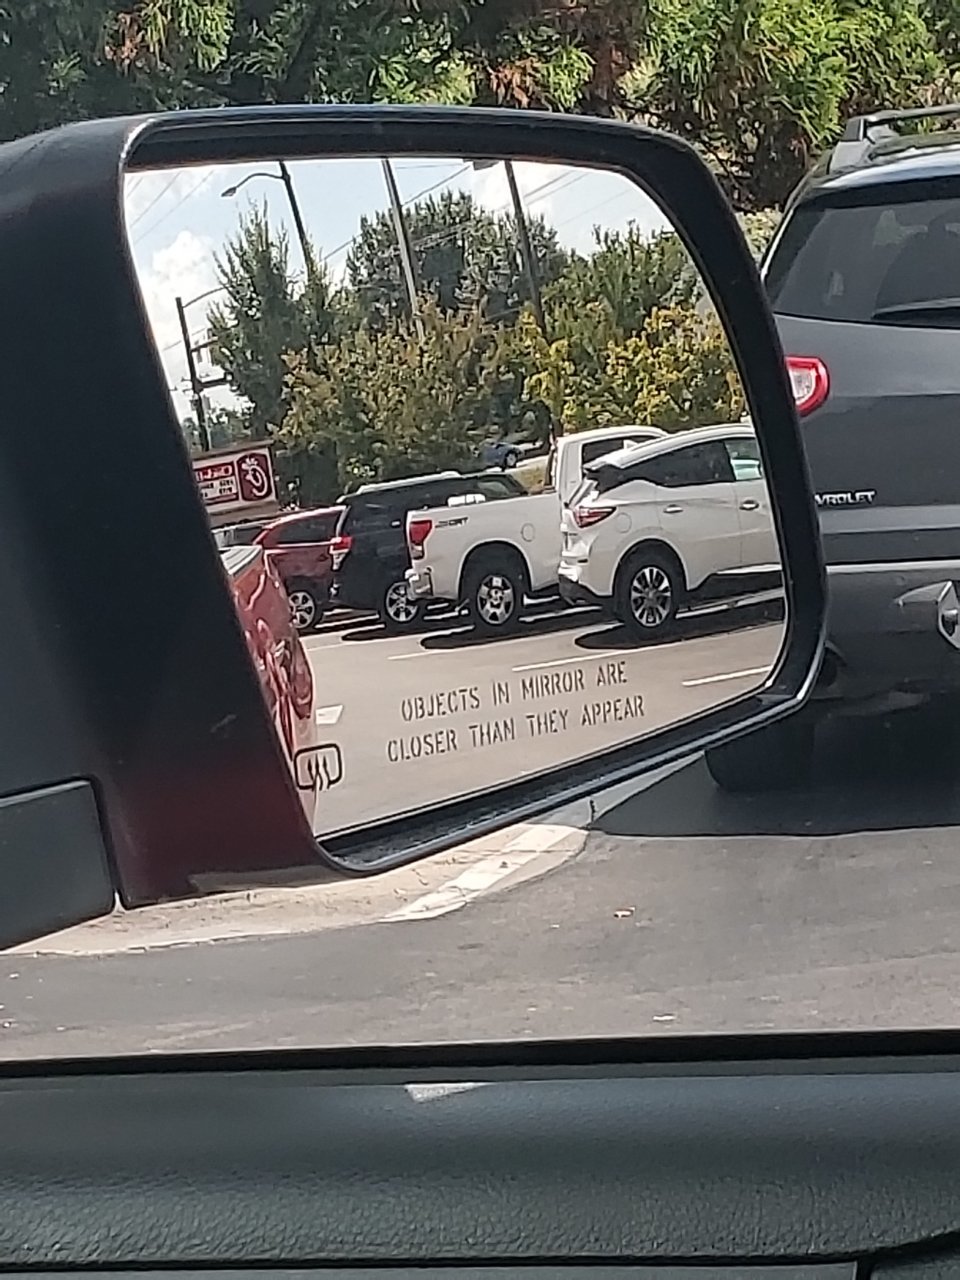 OBJECTS IN MIRROR ARE
CLOSER THAN THEY APPEAR
VROLET